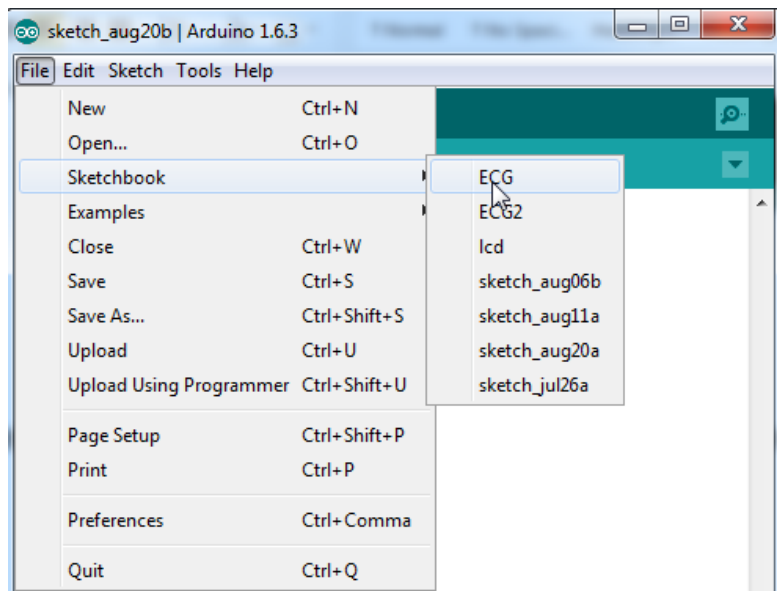 sketch_aug20b | Arduino 1.6.3
File Edit Sketch Tools Help
New Ctrl+N
Open... Ctrl+O
Sketchbook
ECG
Examples
ECG2
Close Ctrl+W
lcd
Save Ctrl+S
sketch_aug06b
Save As... Ctrl+Shift+S
sketch_aug11a
Upload Ctrl+U
sketch_aug20a
Upload Using Programmer Ctrl+Shift+U
sketch_jul26a
Page Setup Ctrl+Shift+P
Print Ctrl+P
Preferences Ctrl+Comma
Quit Ctrl+Q